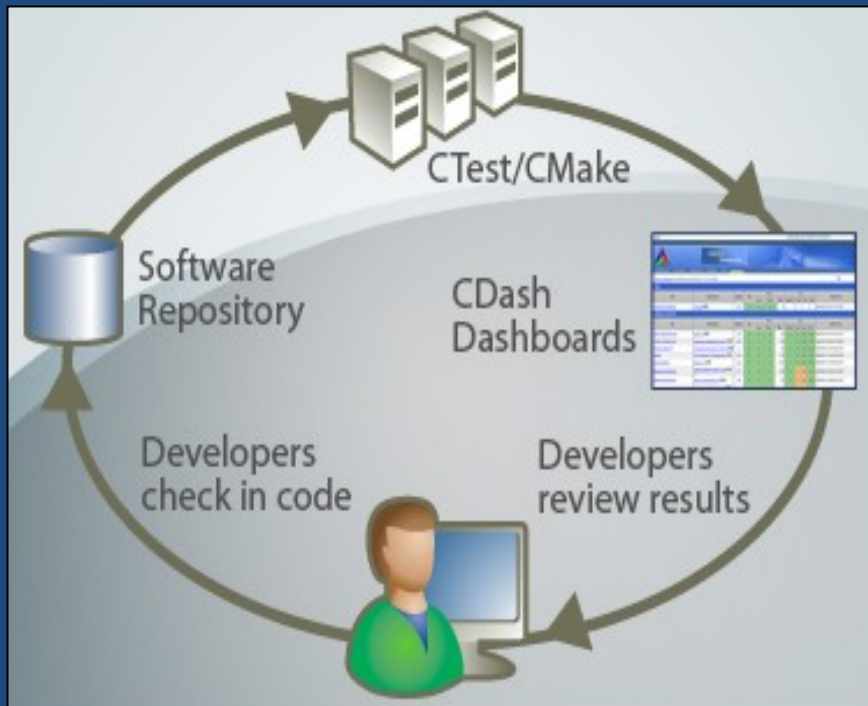 CTest/CMake
Software
Repository
CDash
Dashboards
Developers
check in code
Developers
review results